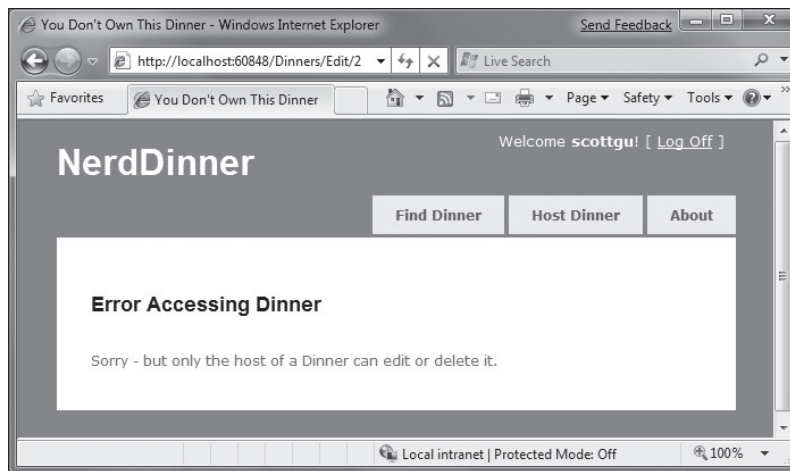 You Don't Own This Dinner - Windows Internet Explorer
Send Feedback
http://localhost:60848/Dinners/Edit/2
Live Search
Favorites
You Don't Own This Dinner
Page
Safety
Tools
Welcome scottgu! [ Log Off ]
NerdDinner
Find Dinner
Host Dinner
About
Error Accessing Dinner
Sorry - but only the host of a Dinner can edit or delete it.
Local intranet | Protected Mode: Off
100%